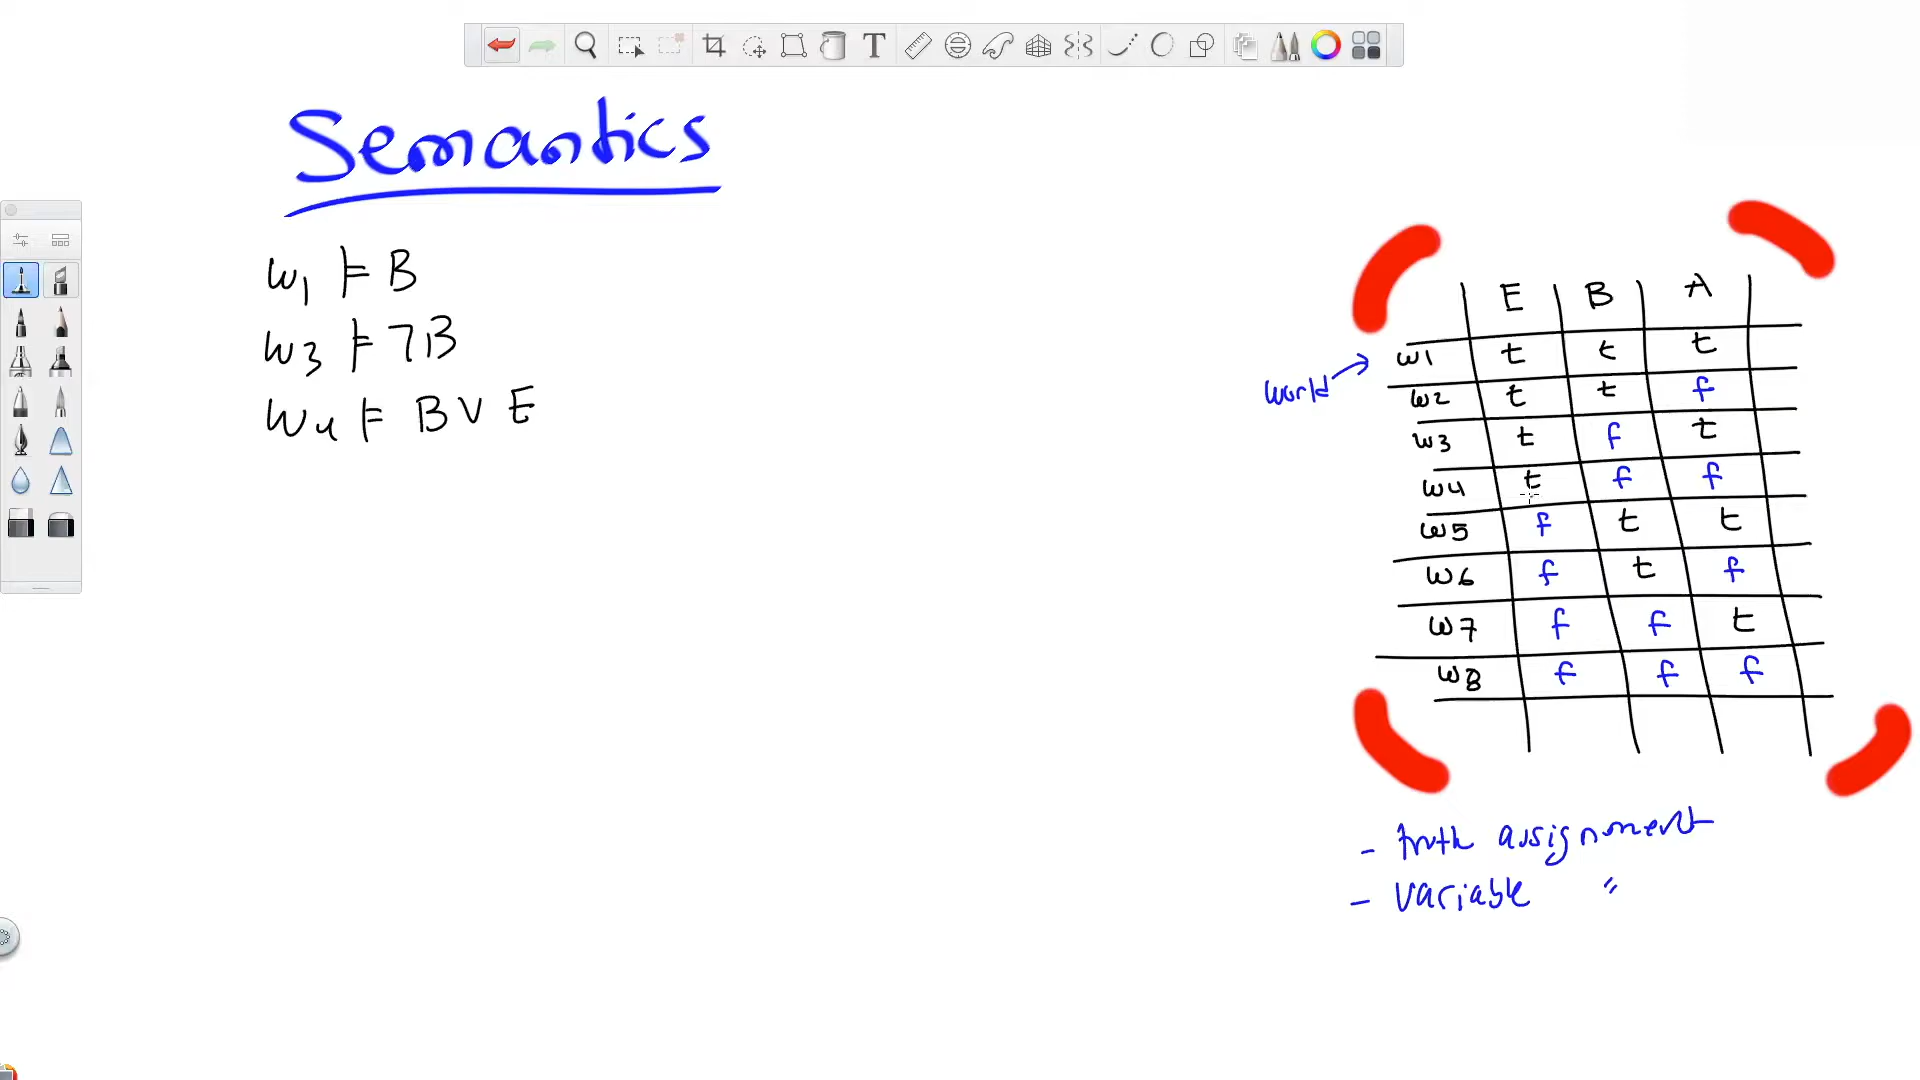 Semantics
w1 ⊨ B
w3 ⊨ ¬B
w4 ⊨ B ∨ E
world →
E B A
w1 t t t
w2 t t f
w3 t f t
w4 t f f
w5 f t t
w6 f t f
w7 f f t
w8 f f f
- truth assignment
- variable "